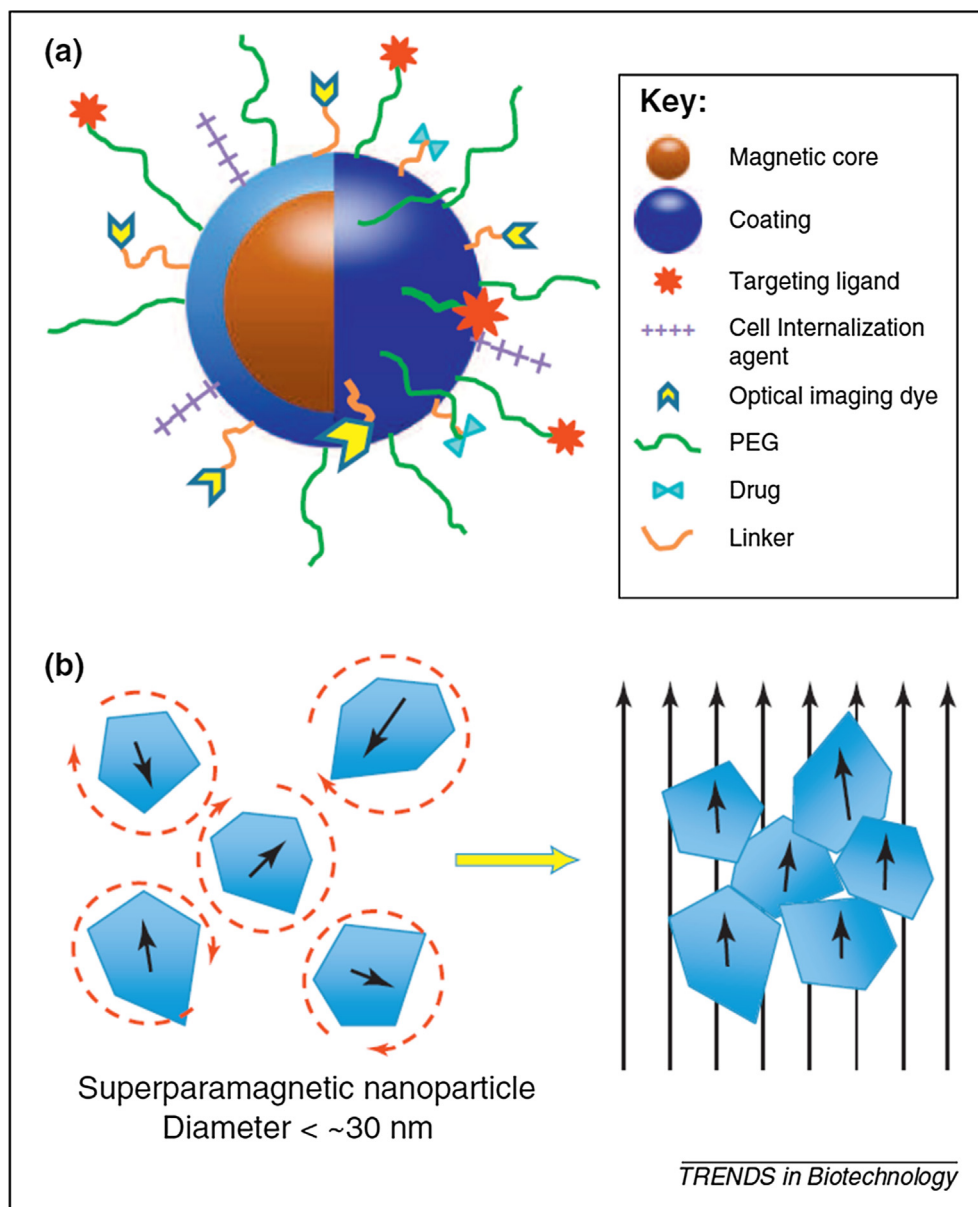 (a)
Key:
Magnetic core
Coating
Targeting ligand
Cell Internalization
agent
Optical imaging dye
PEG
Drug
Linker
(b)
Superparamagnetic nanoparticle
Diameter < ~30 nm
TRENDS in Biotechnology